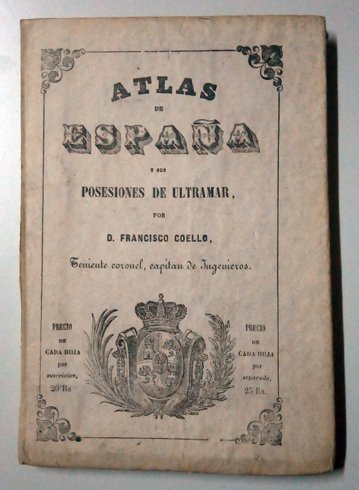 ATLAS
DE
ESPAÑA
Y SUS
POSESIONES DE ULTRAMAR,
POR
D. FRANCISCO COELLO,
Teniente coronel, capitan de Ingenieros.
PRECIO
DE
CADA HOJA
por
suscricion,
20 Rs
PRECIO
DE
CADA HOJA
por
separado,
25 Rs.